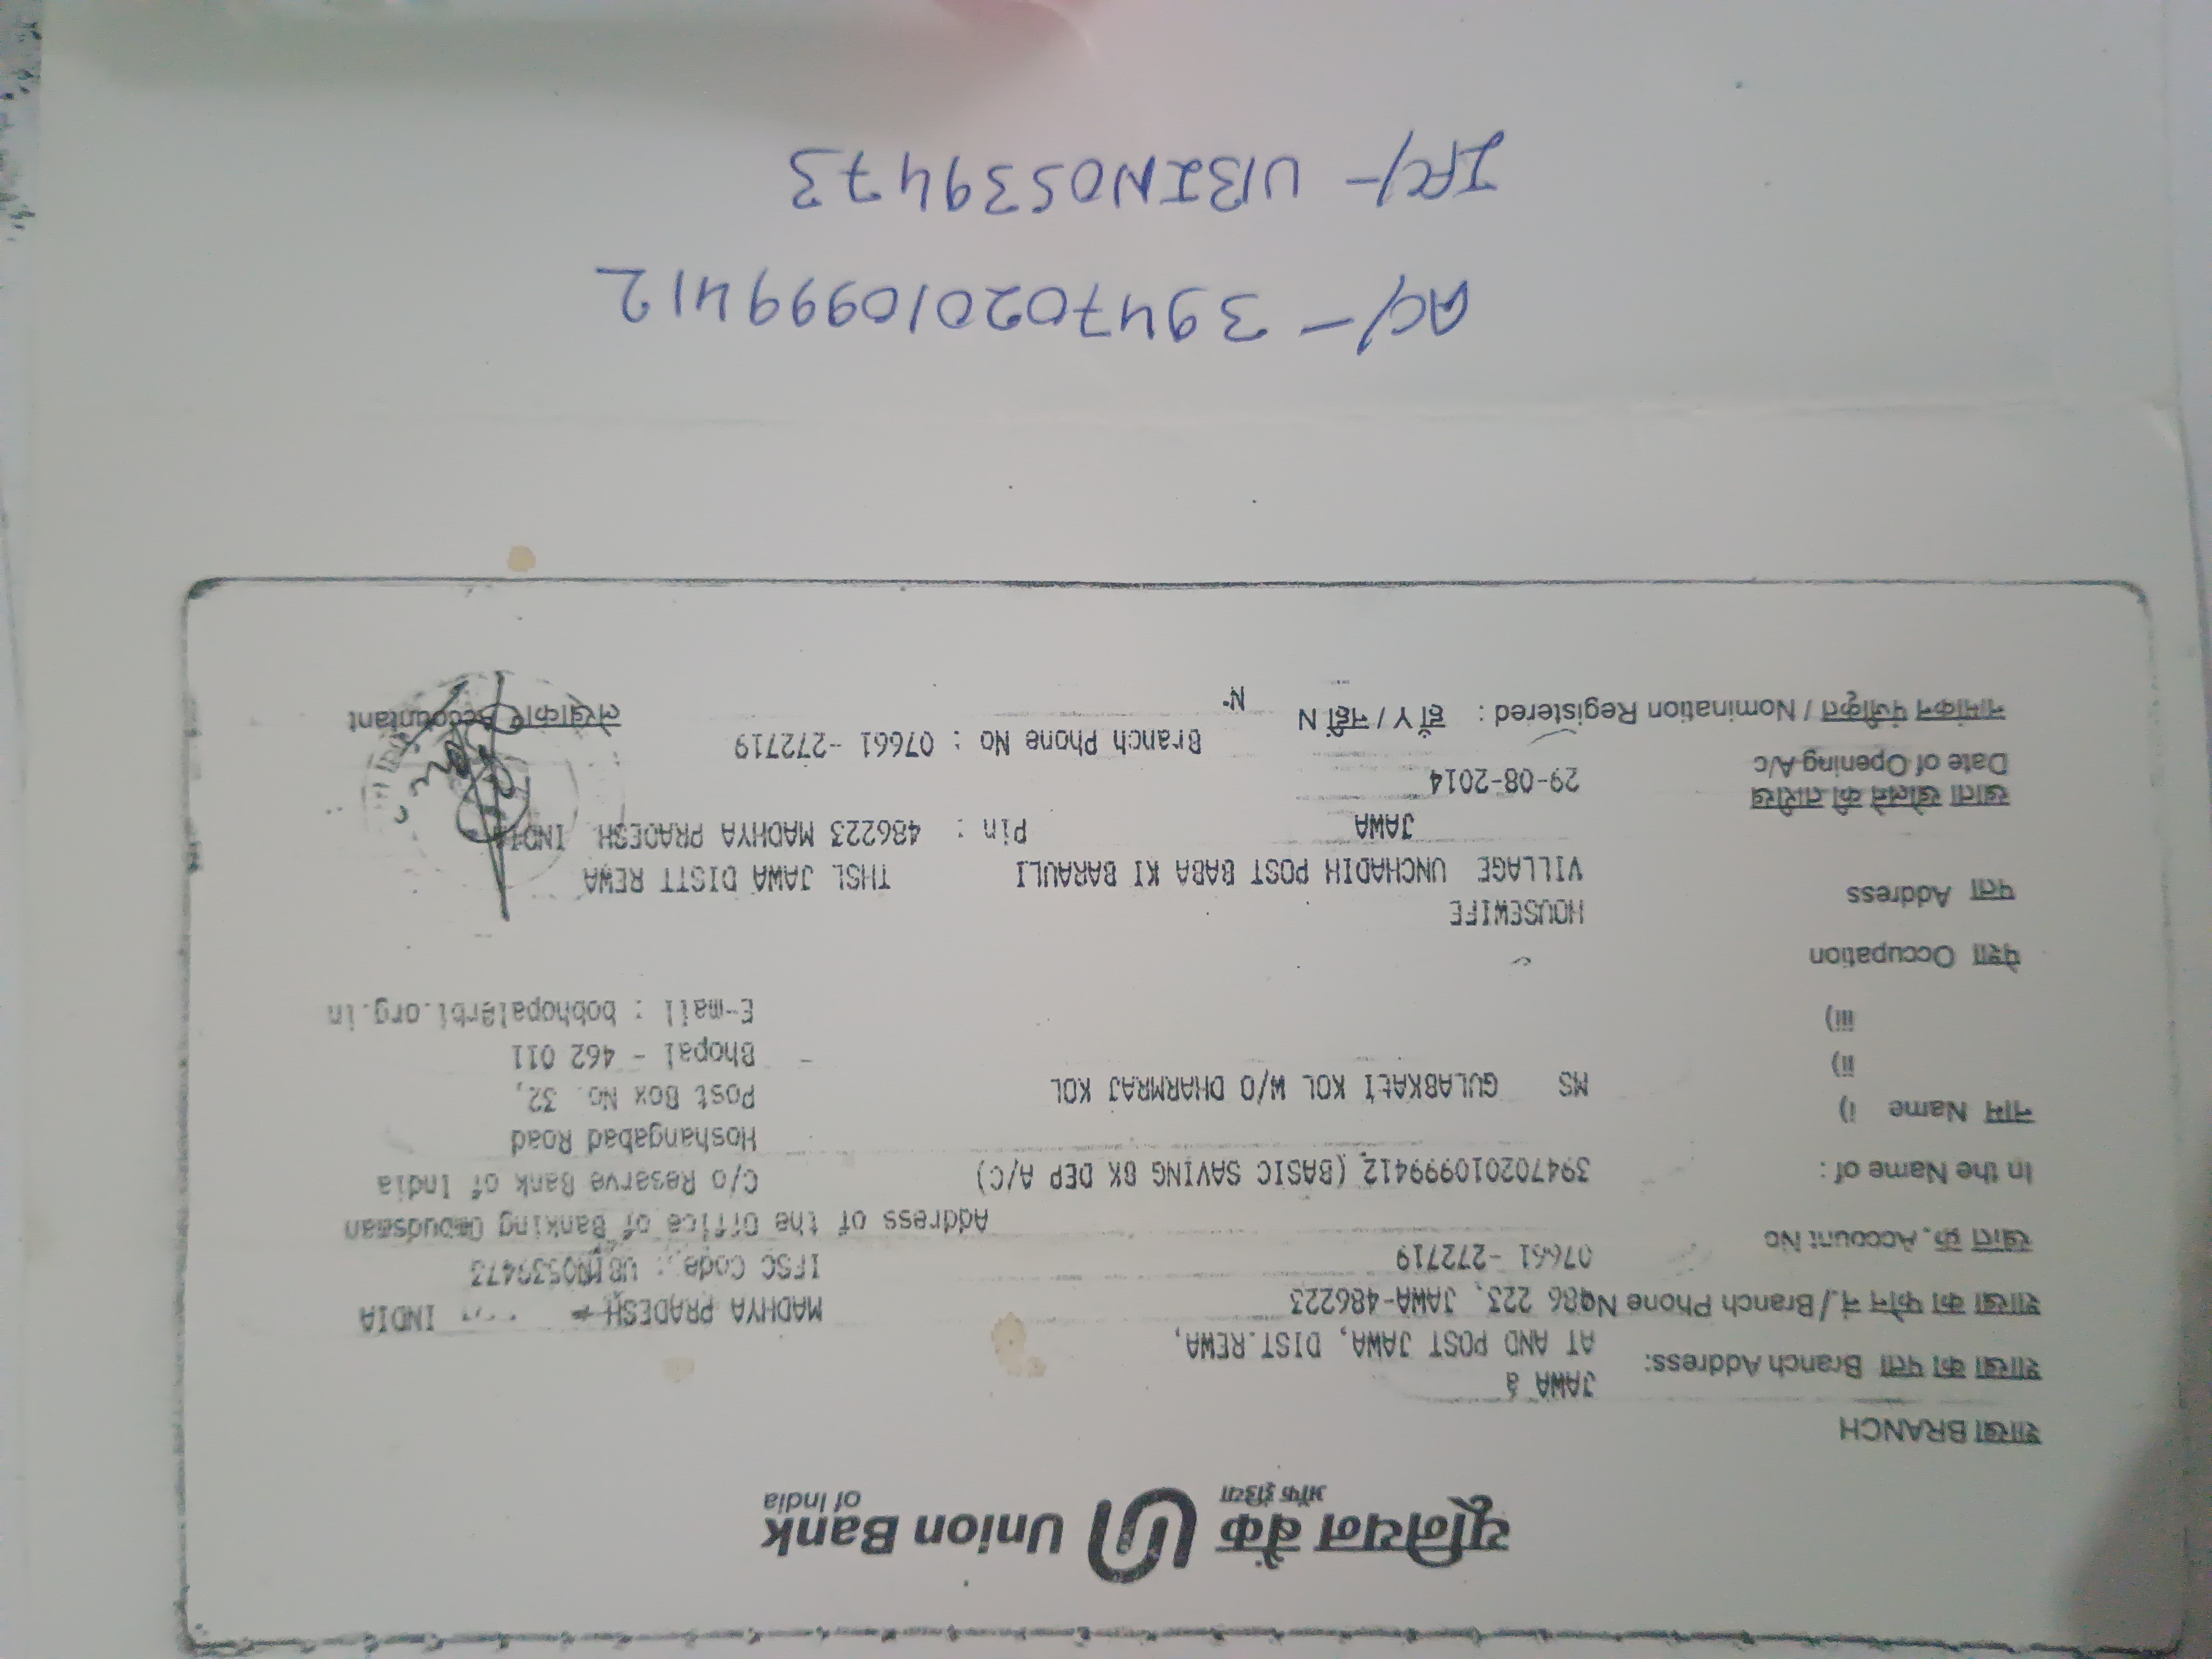 यूनियन बैंक Union Bank
ऑफ इंडिया of India
शाखा BRANCH
JAWA à
शाखा का पता Branch Address:
AT AND POST JAWA, DIST.REWA,
MADHYA PRADESH INDIA
शाखा का फोन नं./Branch Phone No 486 223, JAWA-486223
IFSC Code : UBIN0539473
07661 -272719
खाता क्र. Account No
Address of the Office of Banking Ombudsman
394702010999412 (BASIC SAVING BK DEP A/C)
C/o Reserve Bank of India
In the Name of :
Hoshangabad Road
नाम Name i) MS GULABKALI KOL W/O DHARMRAJ KOL
Post Box No. 32,
ii)
Bhopal - 462 011
iii)
E-mail : bobhopal@rbi.org.in
पेशा Occupation
HOUSEWIFE
पता Address
VILLAGE UNCHADIH POST BABA KI BARAULI THSL JAWA DISTT REWA
JAWA Pin : 486223 MADHYA PRADESH INDIA
खाता खोलने की तारीख
Date of Opening A/c 29-08-2014
Branch Phone No : 07661 -272719
नामांकन पंजीकृत / Nomination Registered : हाँ Y / नहीं N N
लेखाकार Accountant
A/C/- 394702010999412
IFC/- UBIN0539473